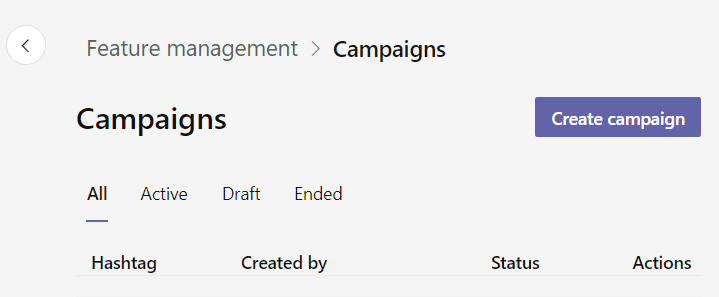 Feature management > Campaigns
Campaigns
Create campaign
All Active Draft Ended
Hashtag Created by Status Actions